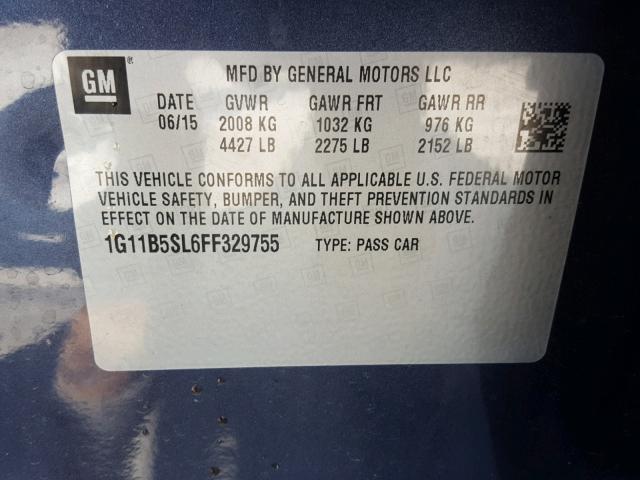 GM ®
MFD BY GENERAL MOTORS LLC
DATE GVWR GAWR FRT GAWR RR
06/15 2008 KG 1032 KG 976 KG
4427 LB 2275 LB 2152 LB
THIS VEHICLE CONFORMS TO ALL APPLICABLE U.S. FEDERAL MOTOR
VEHICLE SAFETY, BUMPER, AND THEFT PREVENTION STANDARDS IN
EFFECT ON THE DATE OF MANUFACTURE SHOWN ABOVE.
1G11B5SL6FF329755 TYPE: PASS CAR